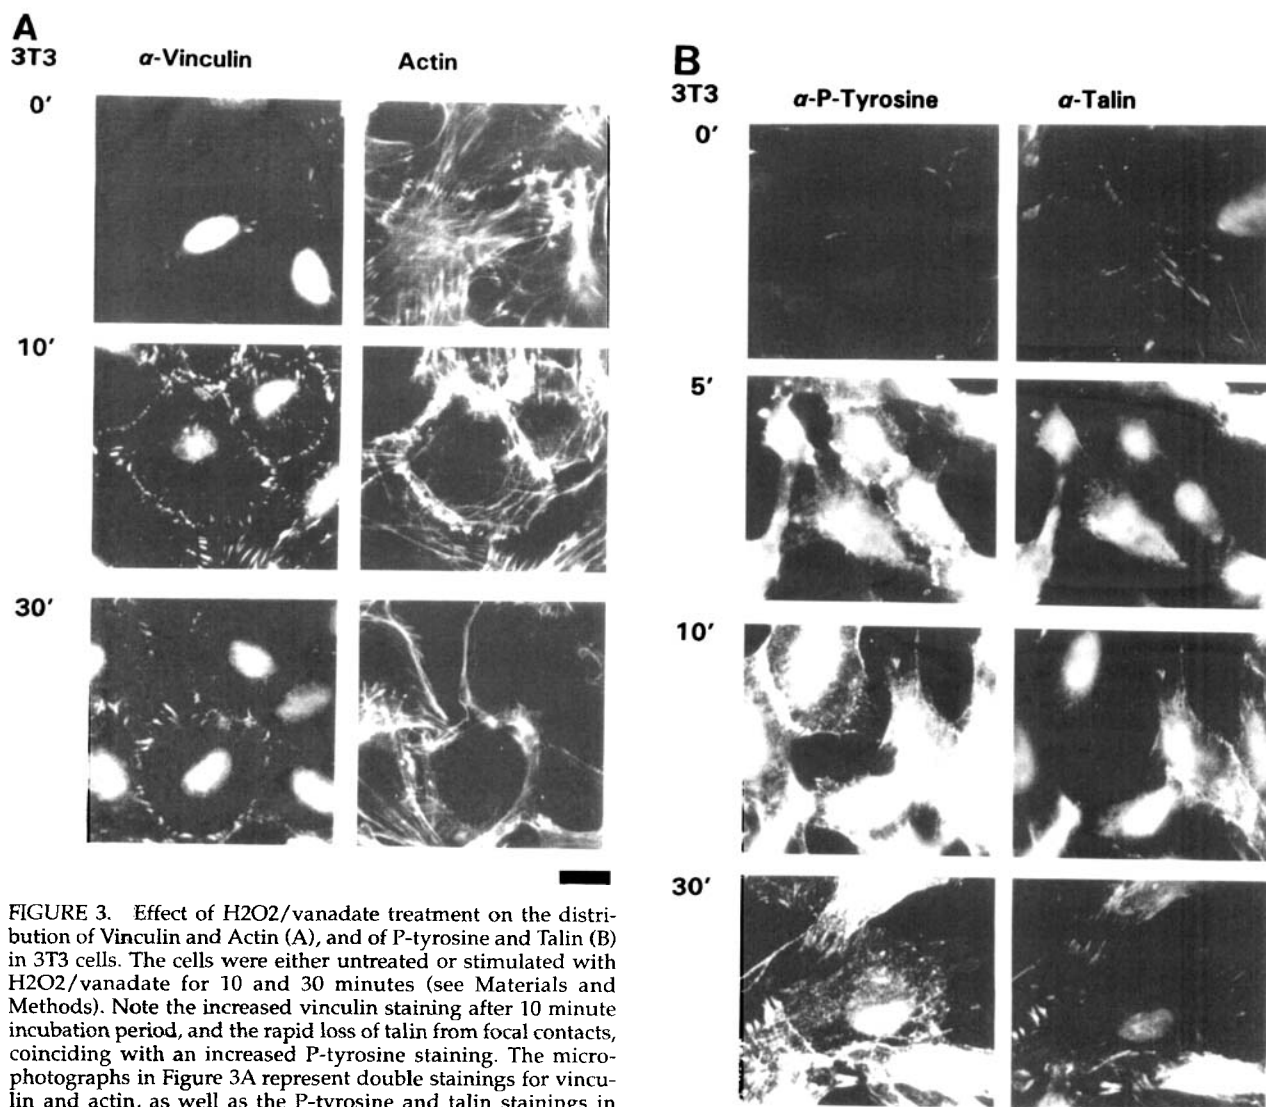 A
3T3 α-Vinculin Actin
0′
10′
30′
FIGURE 3. Effect of H2O2/vanadate treatment on the distri-
bution of Vinculin and Actin (A), and of P-tyrosine and Talin (B)
in 3T3 cells. The cells were either untreated or stimulated with
H2O2/vanadate for 10 and 30 minutes (see Materials and
Methods). Note the increased vinculin staining after 10 minute
incubation period, and the rapid loss of talin from focal contacts,
coinciding with an increased P-tyrosine staining. The micro-
photographs in Figure 3A represent double stainings for vincu-
lin and actin, as well as the P-tyrosine and talin stainings in
B
3T3 α-P-Tyrosine α-Talin
0′
5′
10′
30′